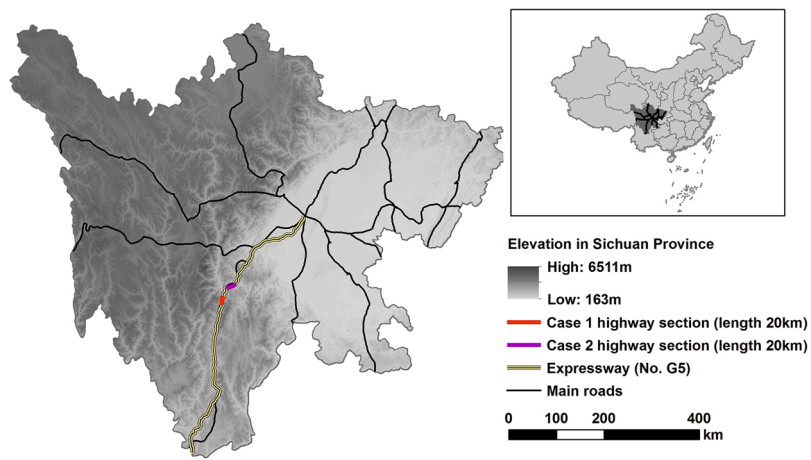 Elevation in Sichuan Province
High: 6511m
Low: 163m
Case 1 highway section (length 20km)
Case 2 highway section (length 20km)
Expressway (No. G5)
Main roads
0 100 200 400
km